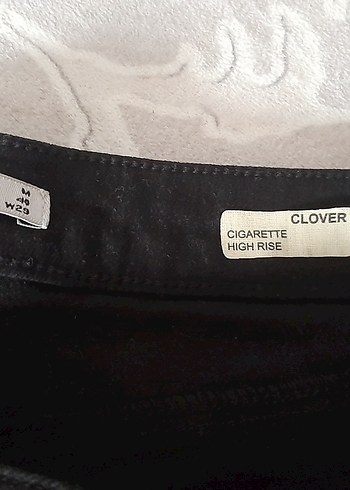 M
40
W29
CLOVER
CIGARETTE
HIGH RISE